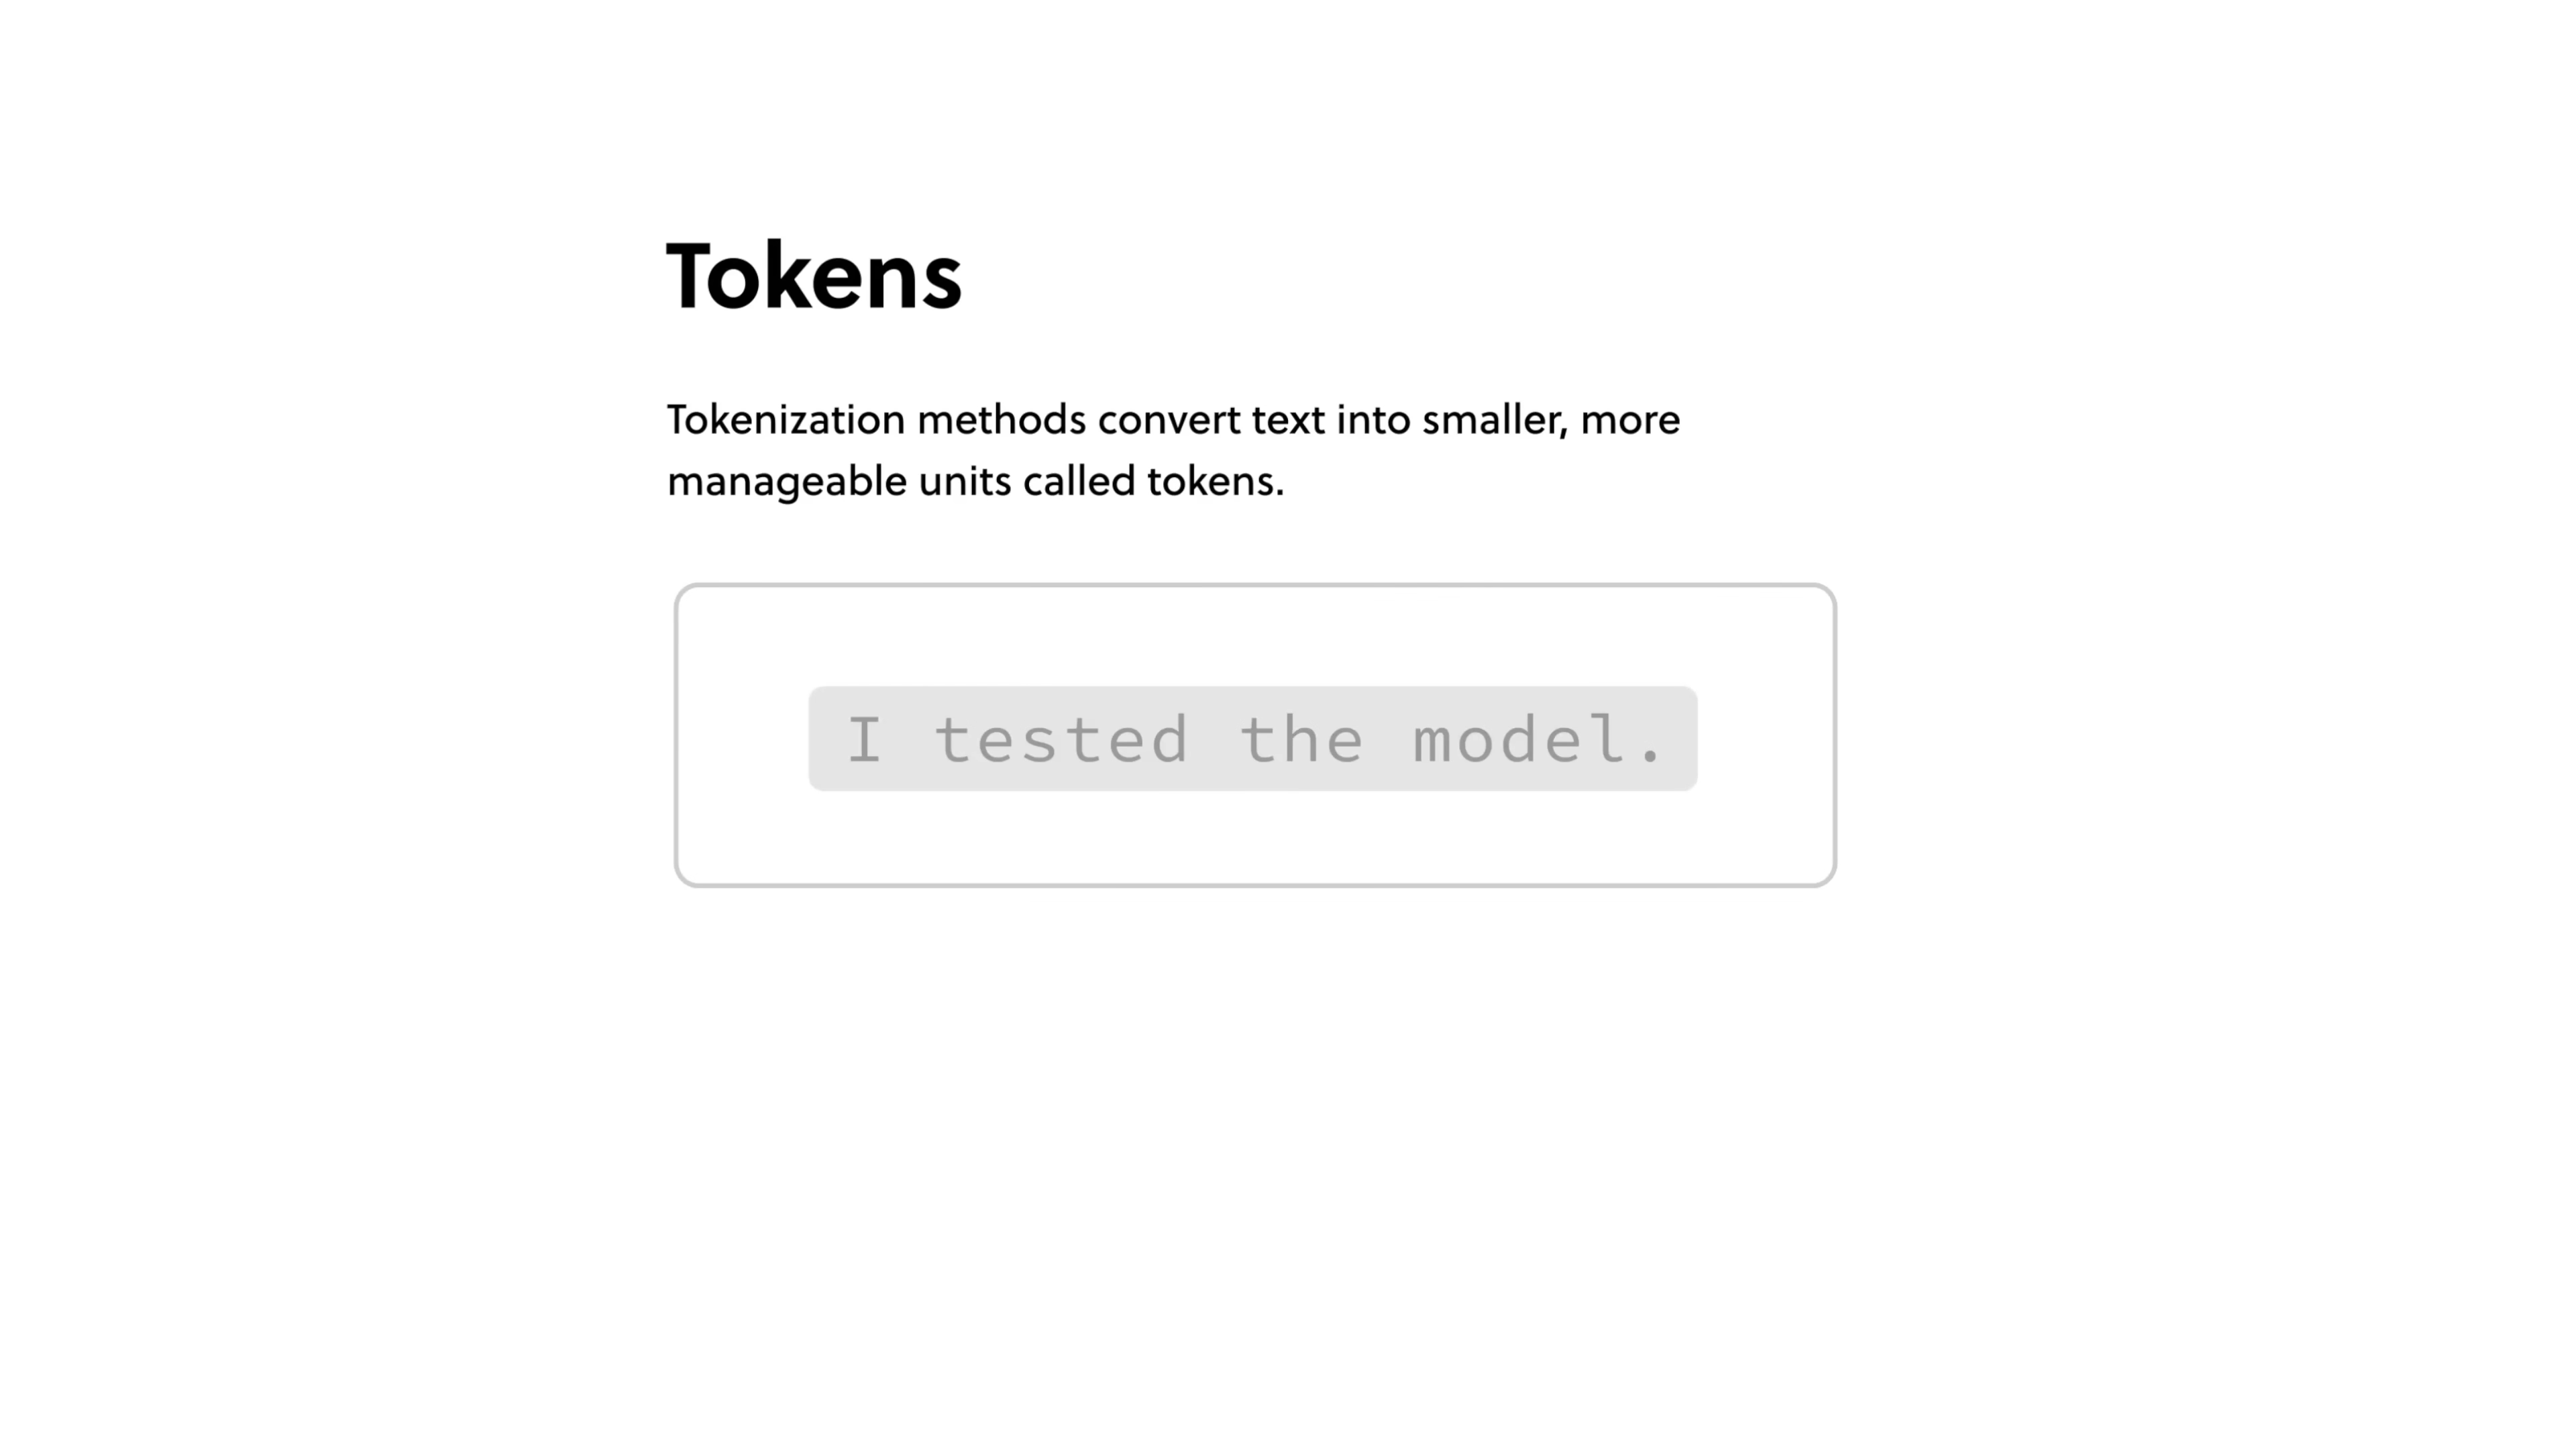 Tokens
Tokenization methods convert text into smaller, more
manageable units called tokens.
I tested the model.